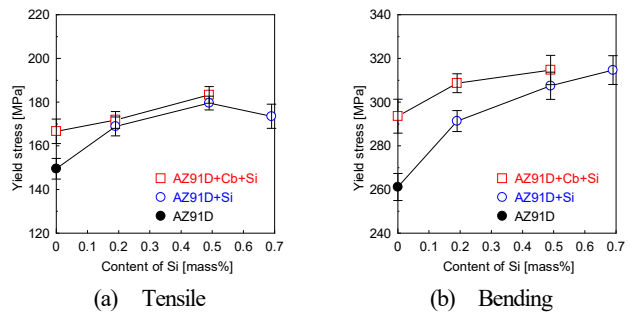 220
200
180
160
140
120
Yield stress [MPa]
AZ91D+Cb+Si
AZ91D+Si
AZ91D
0 0.1 0.2 0.3 0.4 0.5 0.6 0.7
Content of Si [mass%]
(a) Tensile
340
320
300
280
260
240
Yield stress [MPa]
AZ91D+Cb+Si
AZ91D+Si
AZ91D
0 0.1 0.2 0.3 0.4 0.5 0.6 0.7
Content of Si [mass%]
(b) Bending